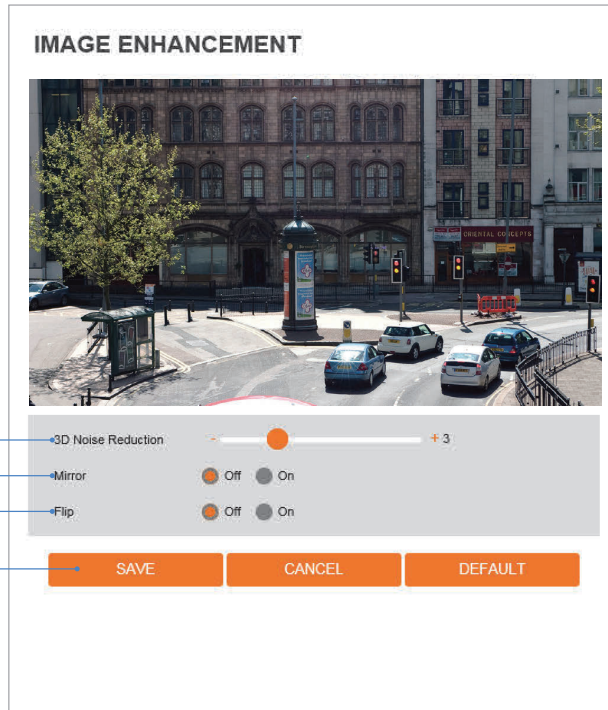 IMAGE ENHANCEMENT
ORIENTAL CONCEPTS
3D Noise Reduction - + 3
Mirror Off On
Flip Off On
SAVE CANCEL DEFAULT